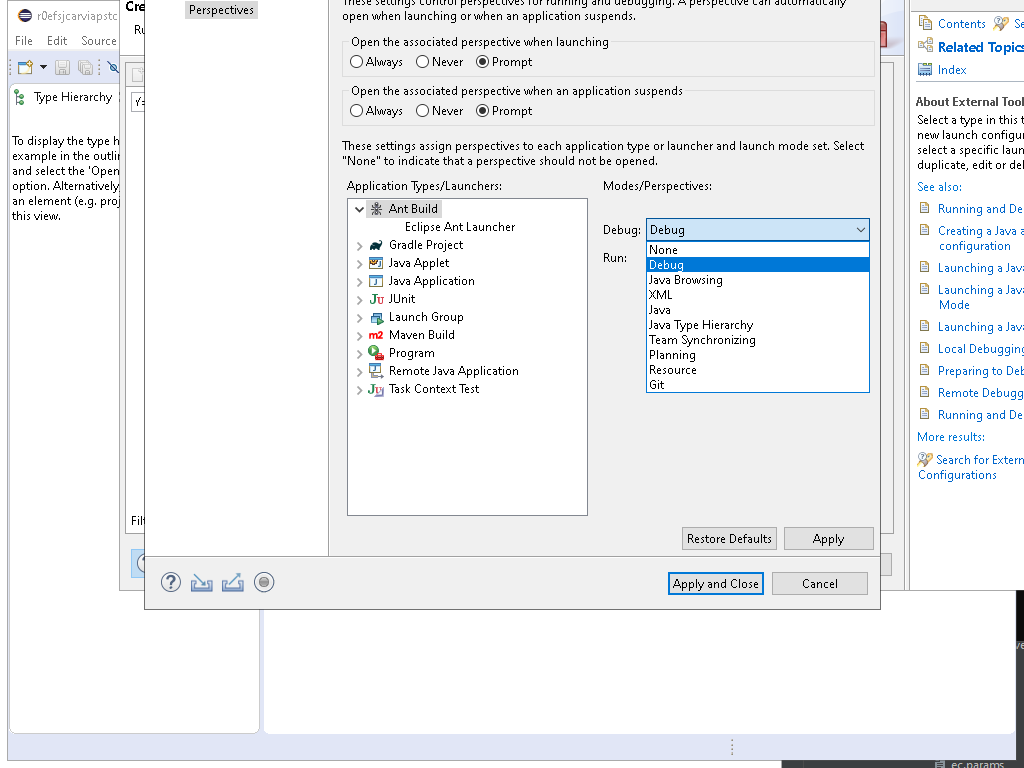 r0efsjcarviapstc
File Edit Source
Type Hierarchy
To display the type h
example in the outlin
and select the 'Open
option. Alternatively
an element (e.g. proj
this view.
Cre
Ru
Perspectives
These settings control perspectives for running and debugging. A perspective can automatically
open when launching or when an application suspends.
Open the associated perspective when launching
Always Never Prompt
Open the associated perspective when an application suspends
Always Never Prompt
These settings assign perspectives to each application type or launcher and launch mode set. Select
"None" to indicate that a perspective should not be opened.
Application Types/Launchers:
Ant Build
Eclipse Ant Launcher
Gradle Project
Java Applet
Java Application
JUnit
Launch Group
m2 Maven Build
Program
Remote Java Application
Task Context Test
Modes/Perspectives:
Debug: Debug
Run:
None
Debug
Java Browsing
XML
Java
Java Type Hierarchy
Team Synchronizing
Planning
Resource
Git
Filt
Restore Defaults Apply
Apply and Close Cancel
Contents Se
Related Topics
Index
About External Tool
Select a type in this t
new launch configur
select a specific laun
duplicate, edit or del
See also:
Running and De
Creating a Java a
configuration
Launching a Java
Launching a Java
Mode
Launching a Java
Local Debugging
Preparing to Deb
Remote Debugg
Running and De
More results:
Search for Extern
Configurations
ve
ec.params